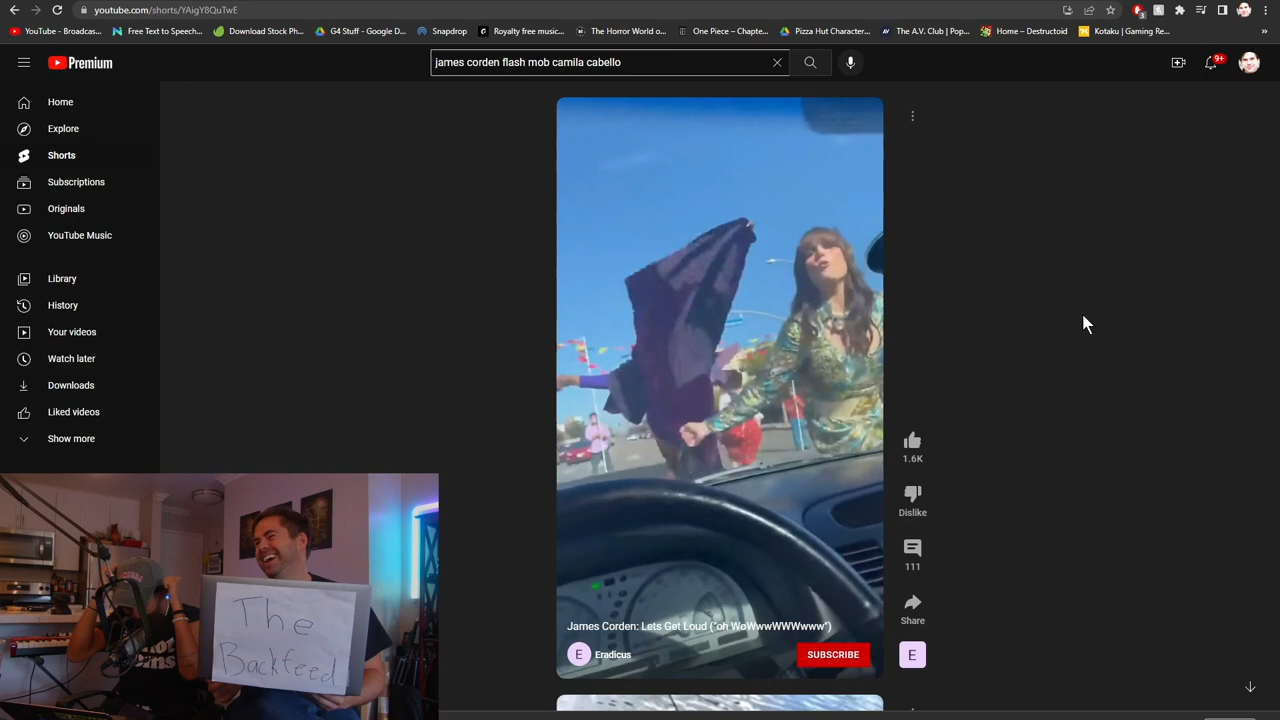 youtube.com/shorts/YAigY8QuTwE
3
YouTube - Broadcas...
Free Text to Speech...
Download Stock Ph...
G4 Stuff - Google D...
Snapdrop
Royalty free music...
The Horror World o...
One Piece – Chapte...
Pizza Hut Character...
The A.V. Club | Pop...
Home – Destructoid
Kotaku | Gaming Re...
»
Premium
james corden flash mob camila cabello
9+
Home
Explore
Shorts
Subscriptions
Originals
YouTube Music
Library
History
Your videos
Watch later
Downloads
Liked videos
Show more
1.6K
Dislike
111
Share
James Corden: Lets Get Loud ("oh WoWwwWWWwww")
E
Eradicus
SUBSCRIBE
E
The
Backfeed